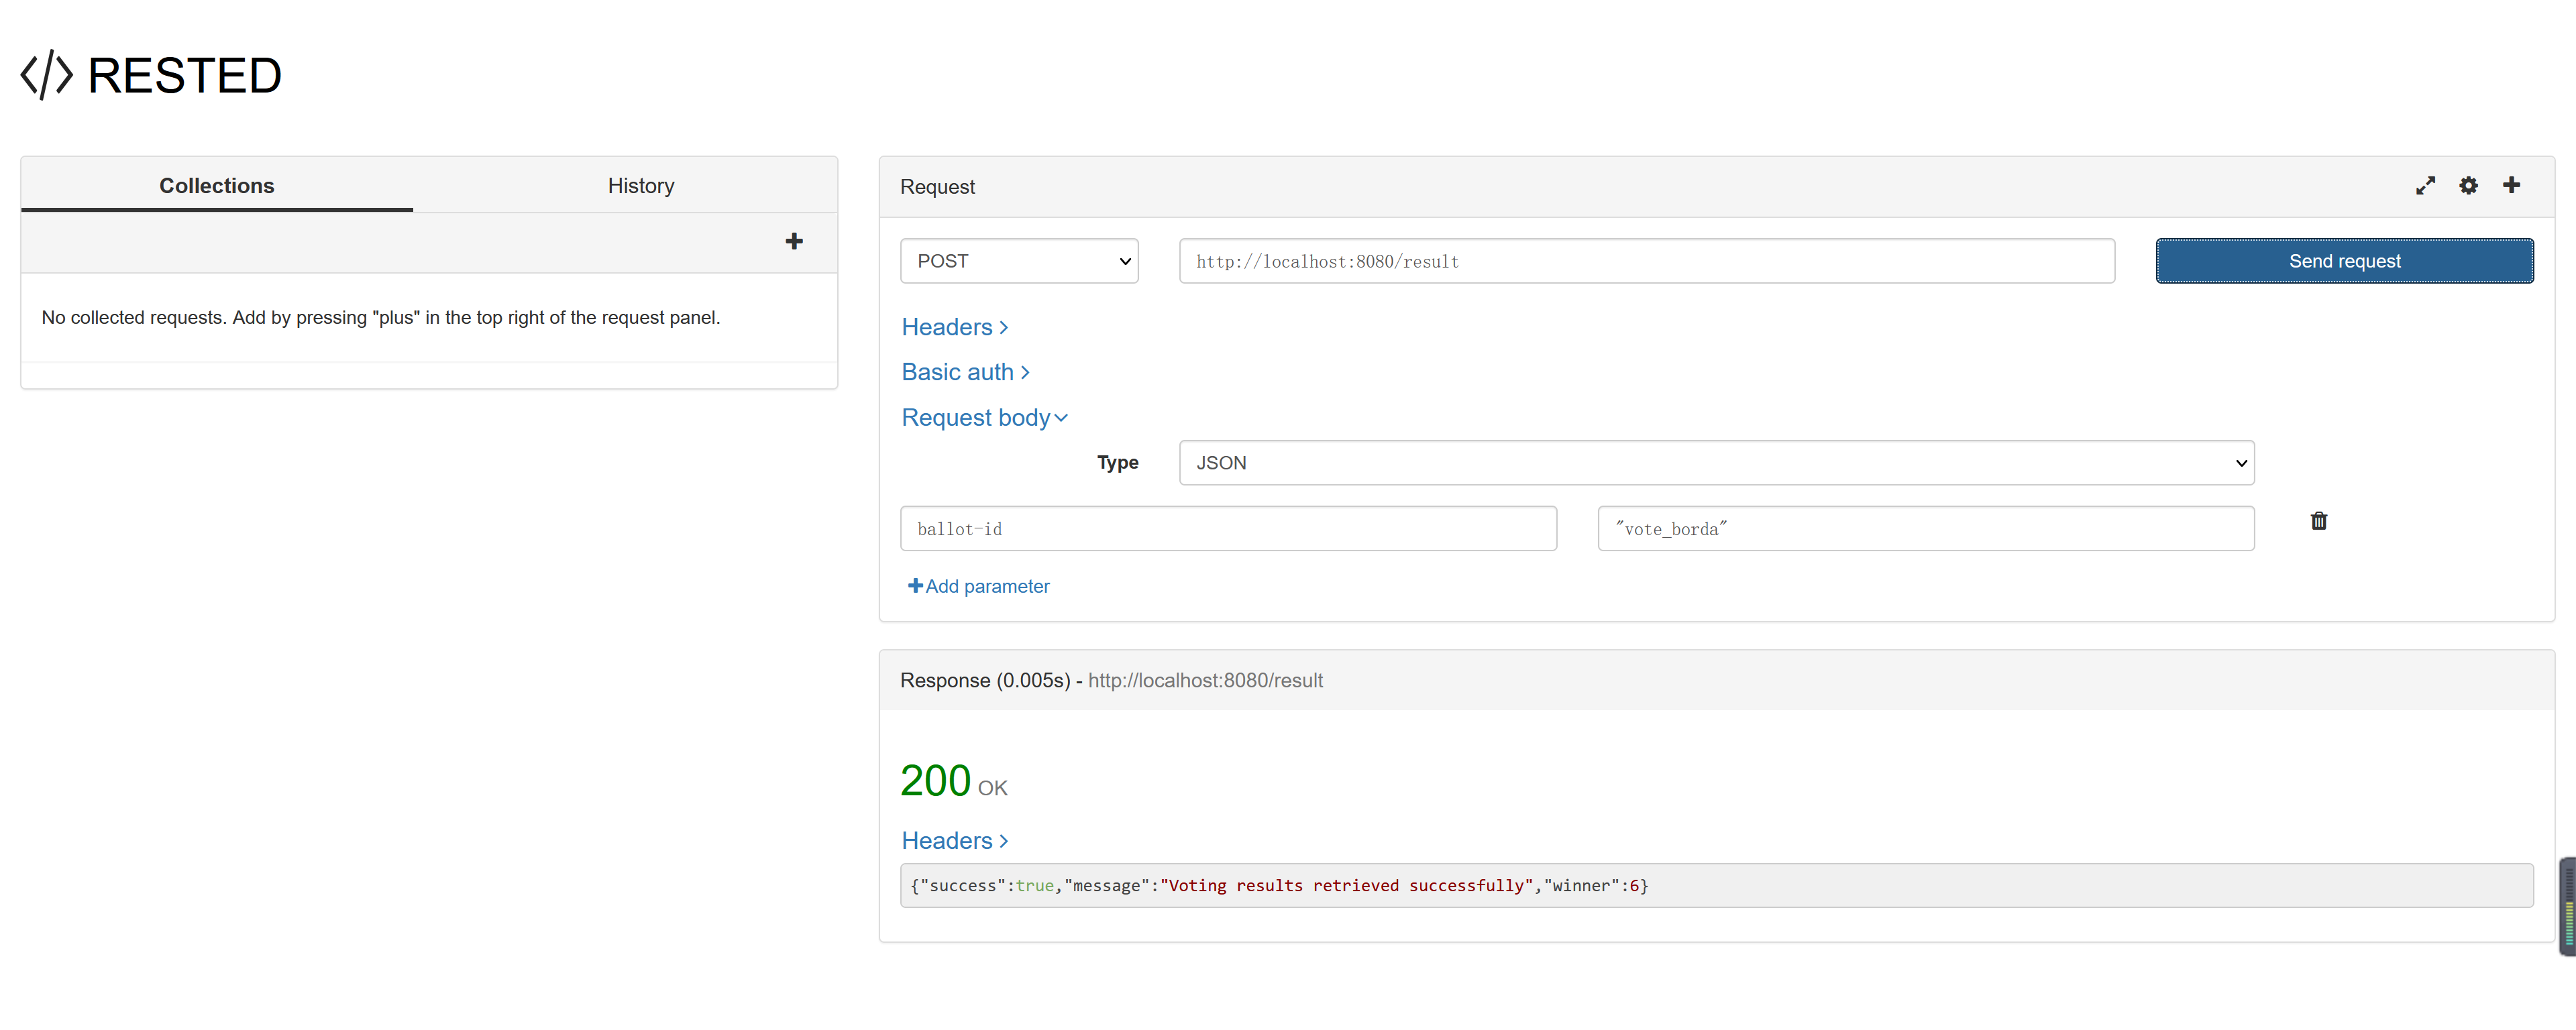 </> RESTED
Collections
History
No collected requests. Add by pressing "plus" in the top right of the request panel.
Request
POST
http://localhost:8080/result
Send request
Headers
Basic auth
Request body
Type
JSON
ballot-id
"vote_borda"
Add parameter
Response (0.005s) - http://localhost:8080/result
200 OK
Headers
{"success":true,"message":"Voting results retrieved successfully","winner":6}